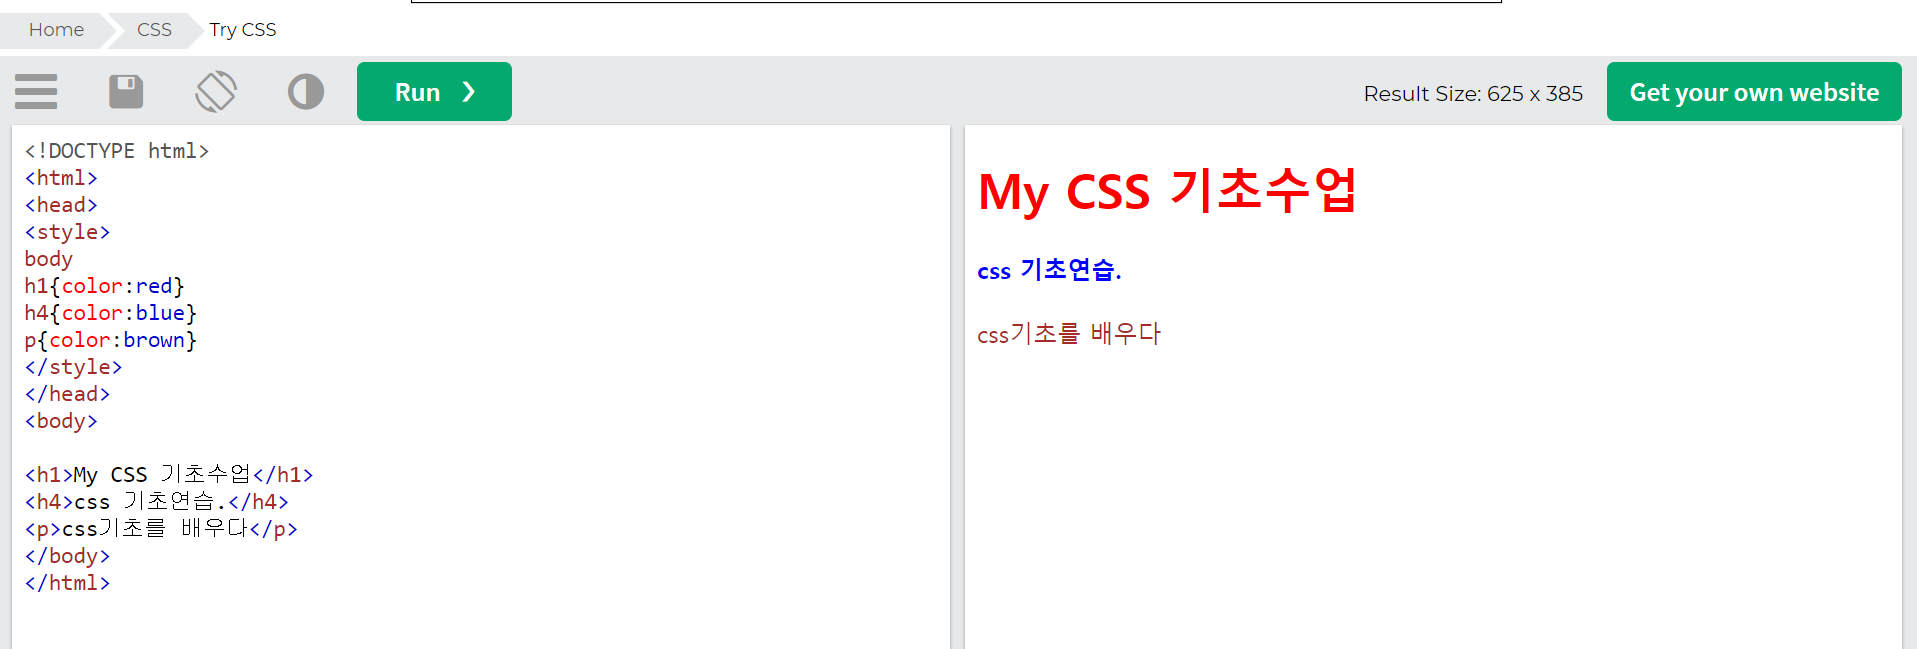 Home CSS Try CSS
Run ❯ Result Size: 625 x 385 Get your own website
<!DOCTYPE html>
<html>
<head>
<style>
body
h1{color:red}
h4{color:blue}
p{color:brown}
</style>
</head>
<body>
<h1>My CSS 기초수업</h1>
<h4>css 기초연습.</h4>
<p>css기초를 배우다</p>
</body>
</html>
My CSS 기초수업
css 기초연습.
css기초를 배우다